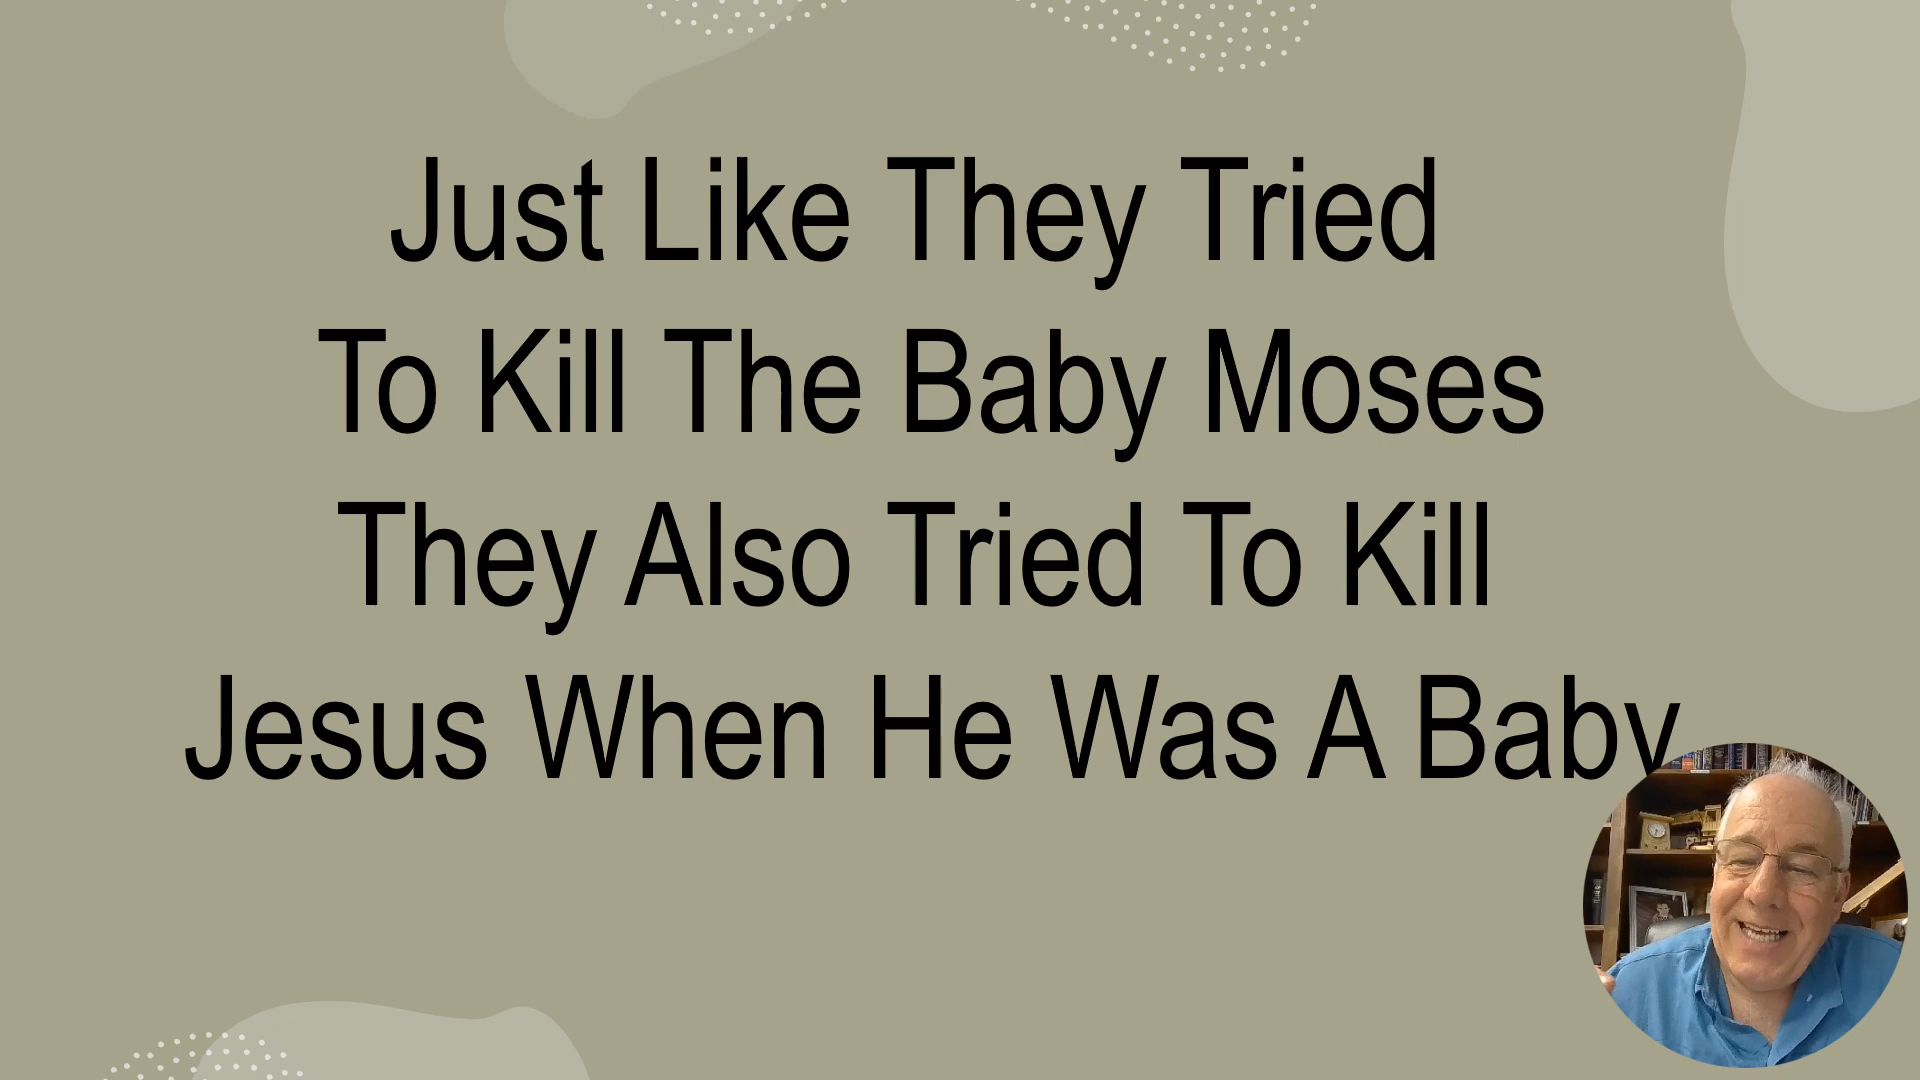 Just Like They Tried
To Kill The Baby Moses
They Also Tried To Kill
Jesus When He Was A Baby